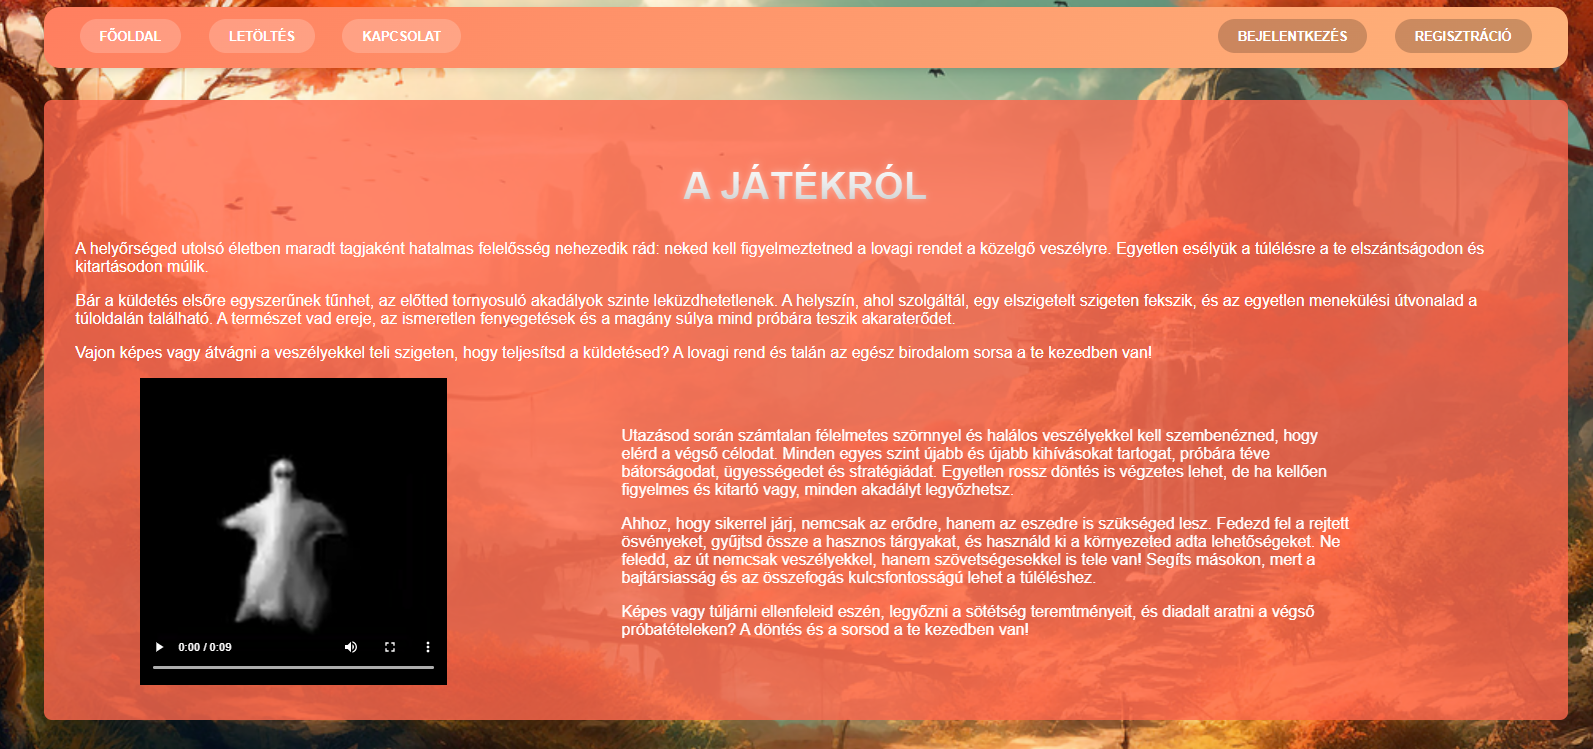 FŐOLDAL
LETÖLTÉS
KAPCSOLAT
BEJELENTKEZÉS
REGISZTRÁCIÓ
A JÁTÉKRÓL
A helyőrséged utolsó életben maradt tagjaként hatalmas felelősség nehezedik rád: neked kell figyelmeztetned a lovagi rendet a közelgő veszélyre. Egyetlen esélyük a túlélésre a te elszántságodon és
kitartásodon múlik.
Bár a küldetés elsőre egyszerűnek tűnhet, az előtted tornyosuló akadályok szinte leküzdhetetlenek. A helyszín, ahol szolgáltál, egy elszigetelt szigeten fekszik, és az egyetlen menekülési útvonalad a
túloldalán található. A természet vad ereje, az ismeretlen fenyegetések és a magány súlya mind próbára teszik akaraterődet.
Vajon képes vagy átvágni a veszélyekkel teli szigeten, hogy teljesítsd a küldetésed? A lovagi rend és talán az egész birodalom sorsa a te kezedben van!
0:00 / 0:09
Utazásod során számtalan félelmetes szörnnyel és halálos veszélyekkel kell szembenézned, hogy
elérd a végső célodat. Minden egyes szint újabb és újabb kihívásokat tartogat, próbára téve
bátorságodat, ügyességedet és stratégiádat. Egyetlen rossz döntés is végzetes lehet, de ha kellően
figyelmes és kitartó vagy, minden akadályt legyőzhetsz.
Ahhoz, hogy sikerrel járj, nemcsak az erődre, hanem az eszedre is szükséged lesz. Fedezd fel a rejtett
ösvényeket, gyűjtsd össze a hasznos tárgyakat, és használd ki a környezeted adta lehetőségeket. Ne
feledd, az út nemcsak veszélyekkel, hanem szövetségesekkel is tele van! Segíts másokon, mert a
bajtársiasság és az összefogás kulcsfontosságú lehet a túléléshez.
Képes vagy túljárni ellenfeleid eszén, legyőzni a sötétség teremtményeit, és diadalt aratni a végső
próbatételeken? A döntés és a sorsod a te kezedben van!